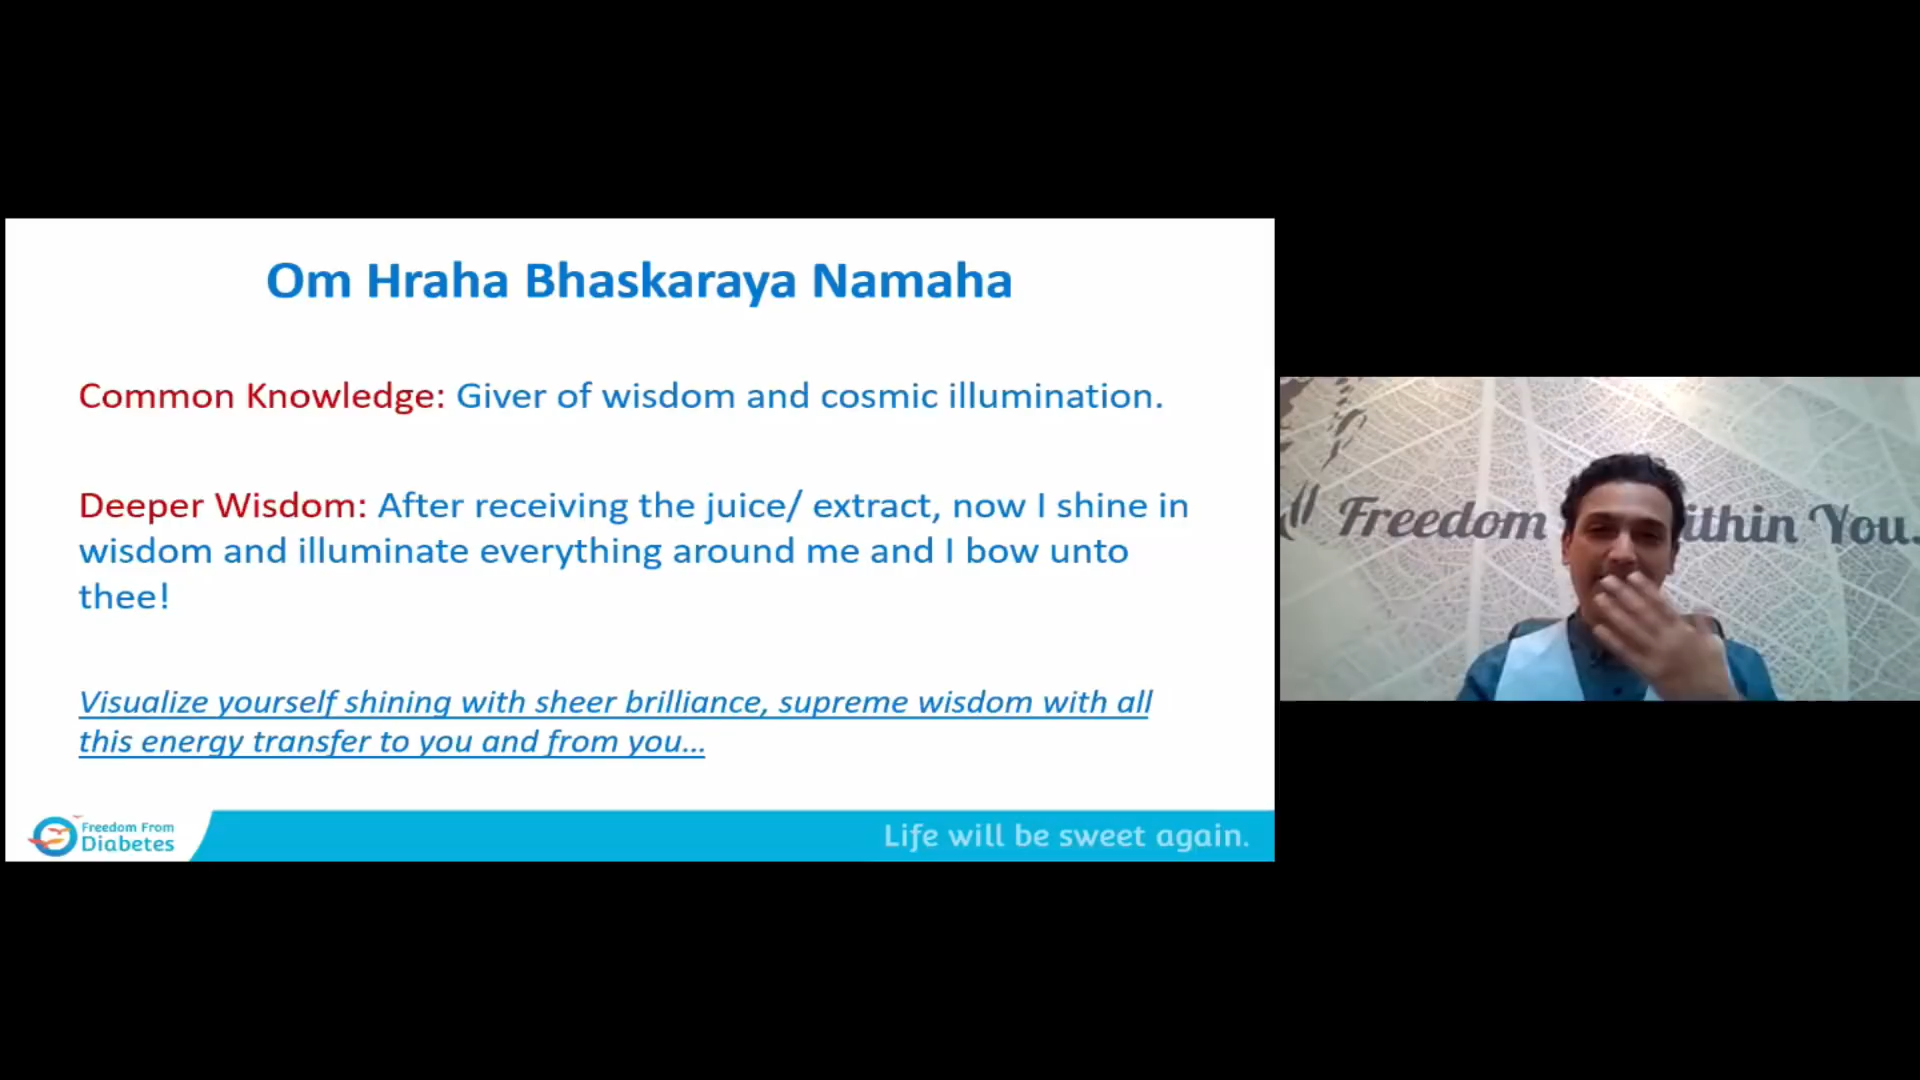 Om Hraha Bhaskaraya Namaha
Common Knowledge: Giver of wisdom and cosmic illumination.
Deeper Wisdom: After receiving the juice/ extract, now I shine in
wisdom and illuminate everything around me and I bow unto
thee!
Visualize yourself shining with sheer brilliance, supreme wisdom with all
this energy transfer to you and from you...
Freedom From
Diabetes
Life will be sweet again.
Freedom ithin You.